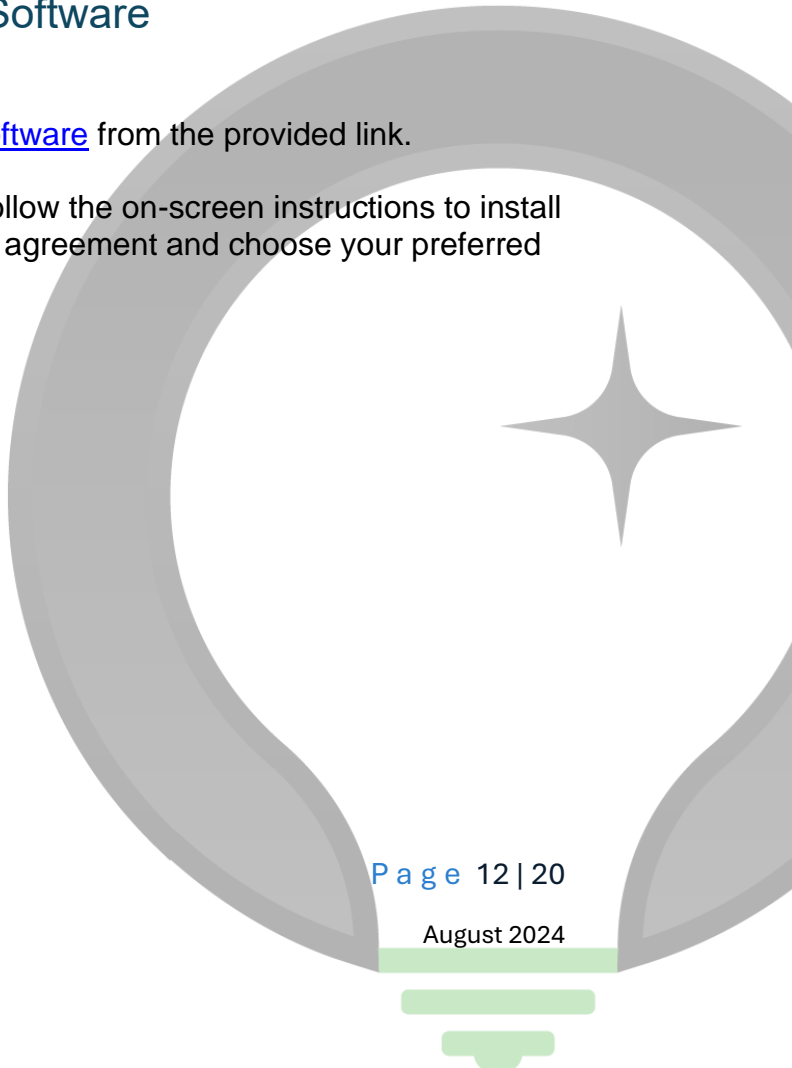 Software
ftware from the provided link.
ollow the on-screen instructions to install
agreement and choose your preferred
Page 12 | 20
August 2024